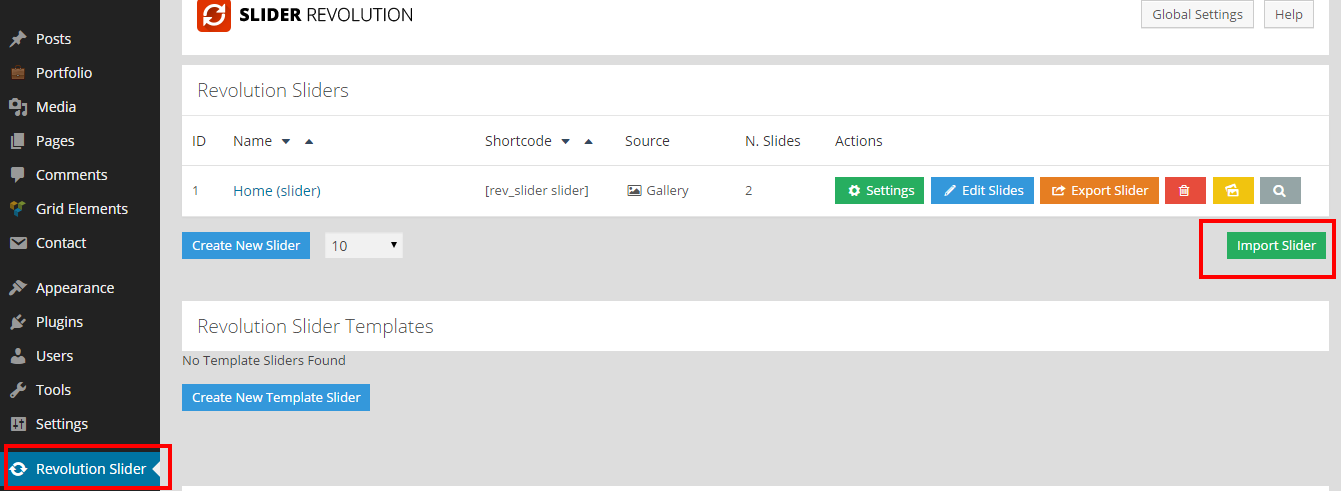 SLIDER REVOLUTION
Global Settings
Help
Posts
Portfolio
Media
Pages
Comments
Grid Elements
Contact
Appearance
Plugins
Users
Tools
Settings
Revolution Slider
Revolution Sliders
ID Name Shortcode Source N. Slides Actions
1 Home (slider) [rev_slider slider] Gallery 2 Settings Edit Slides Export Slider
Create New Slider 10 Import Slider
Revolution Slider Templates
No Template Sliders Found
Create New Template Slider